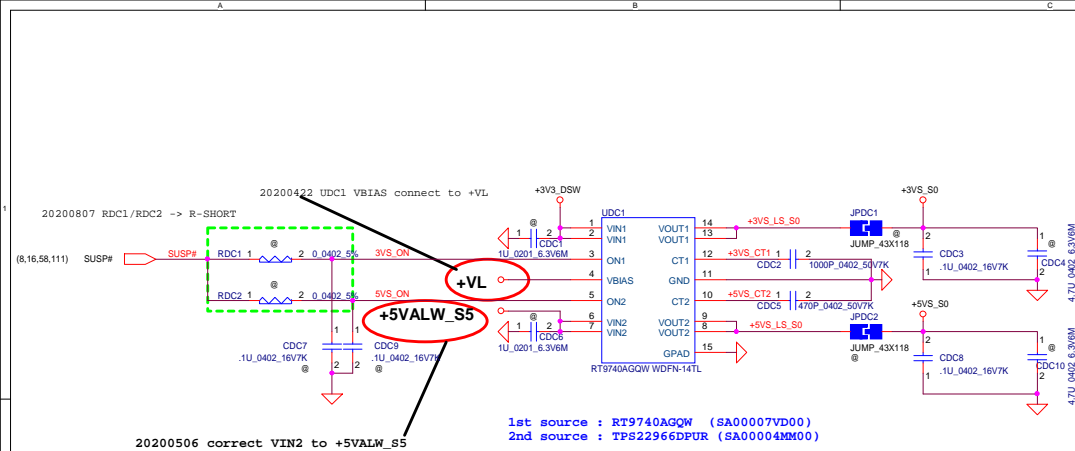 A B C
1
20200422 UDC1 VBIAS connect to +VL
20200807 RDC1/RDC2 -> R-SHORT
(8,16,58,111) SUSP# SUSP#
RDC1 1 @ 2 0_0402_5% 3VS_ON
RDC2 1 @ 2 0_0402_5% 5VS_ON
1 1
CDC7 CDC9
.1U_0402_16V7K .1U_0402_16V7K
2 2
@ @
+VL
+5VALW_S5
20200506 correct VIN2 to +5VALW_S5
+3V3_DSW
@
1 2
CDC1
1U_0201_6.3V6M
@
1 2
CDC6
1U_0201_6.3V6M
UDC1
1 VIN1 VOUT1 14
2 VIN1 VOUT1 13
3 ON1 CT1 12
4 VBIAS GND 11
5 ON2 CT2 10
6 VIN2 VOUT2 9
7 VIN2 VOUT2 8
GPAD 15
RT9740AGQW WDFN-14TL
+3VS_LS_S0
+3VS_CT1
1 2
CDC2 1000P_0402_50V7K
+5VS_CT2
1 2
CDC5 470P_0402_50V7K
+5VS_LS_S0
JPDC1
@
JUMP_43X118
+3VS_S0
2
CDC3
.1U_0402_16V7K
1
1
@
CDC4
2
4.7U_0402_6.3V6M
JPDC2
JUMP_43X118
@
+5VS_S0
2
CDC8
.1U_0402_16V7K
1
1
@
CDC10
2
4.7U_0402_6.3V6M
1st source : RT9740AGQW (SA00007VD00)
2nd source : TPS22966DPUR (SA00004MM00)